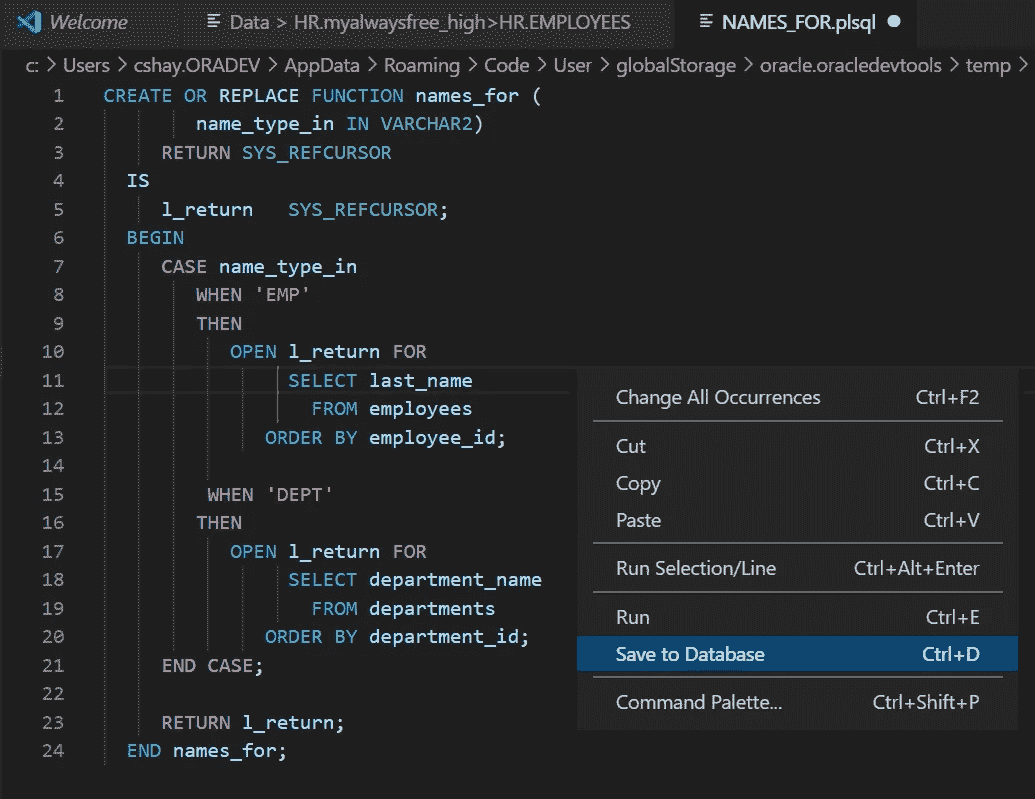 Welcome
Data > HR.myalwaysfree_high>HR.EMPLOYEES
NAMES_FOR.plsql
c: > Users > cshay.ORADEV > AppData > Roaming > Code > User > globalStorage > oracle.oracledevtools > temp >
1 CREATE OR REPLACE FUNCTION names_for (
2 name_type_in IN VARCHAR2)
3 RETURN SYS_REFCURSOR
4 IS
5 l_return SYS_REFCURSOR;
6 BEGIN
7 CASE name_type_in
8 WHEN 'EMP'
9 THEN
10 OPEN l_return FOR
11 SELECT last_name
12 FROM employees
13 ORDER BY employee_id;
14
15 WHEN 'DEPT'
16 THEN
17 OPEN l_return FOR
18 SELECT department_name
19 FROM departments
20 ORDER BY department_id;
21 END CASE;
22
23 RETURN l_return;
24 END names_for;
Change All Occurrences Ctrl+F2
Cut Ctrl+X
Copy Ctrl+C
Paste Ctrl+V
Run Selection/Line Ctrl+Alt+Enter
Run Ctrl+E
Save to Database Ctrl+D
Command Palette... Ctrl+Shift+P